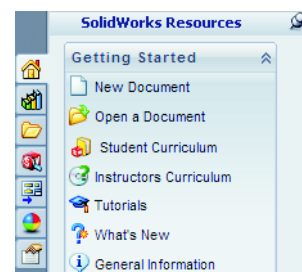 SolidWorks Resources
Getting Started
New Document
Open a Document
Student Curriculum
Instructors Curriculum
Tutorials
What's New
General Information